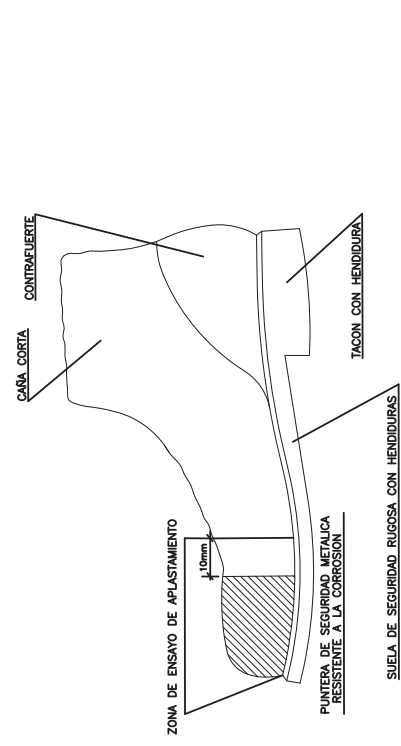 CAÑA CORTA
CONTRAFUERTE
ZONA DE ENSAYO DE APLASTAMIENTO
10mm
PUNTERA DE SEGURIDAD METALICA
RESISTENTE A LA CORROSION
TACON CON HENDIDURA
SUELA DE SEGURIDAD RUGOSA CON HENDIDURAS